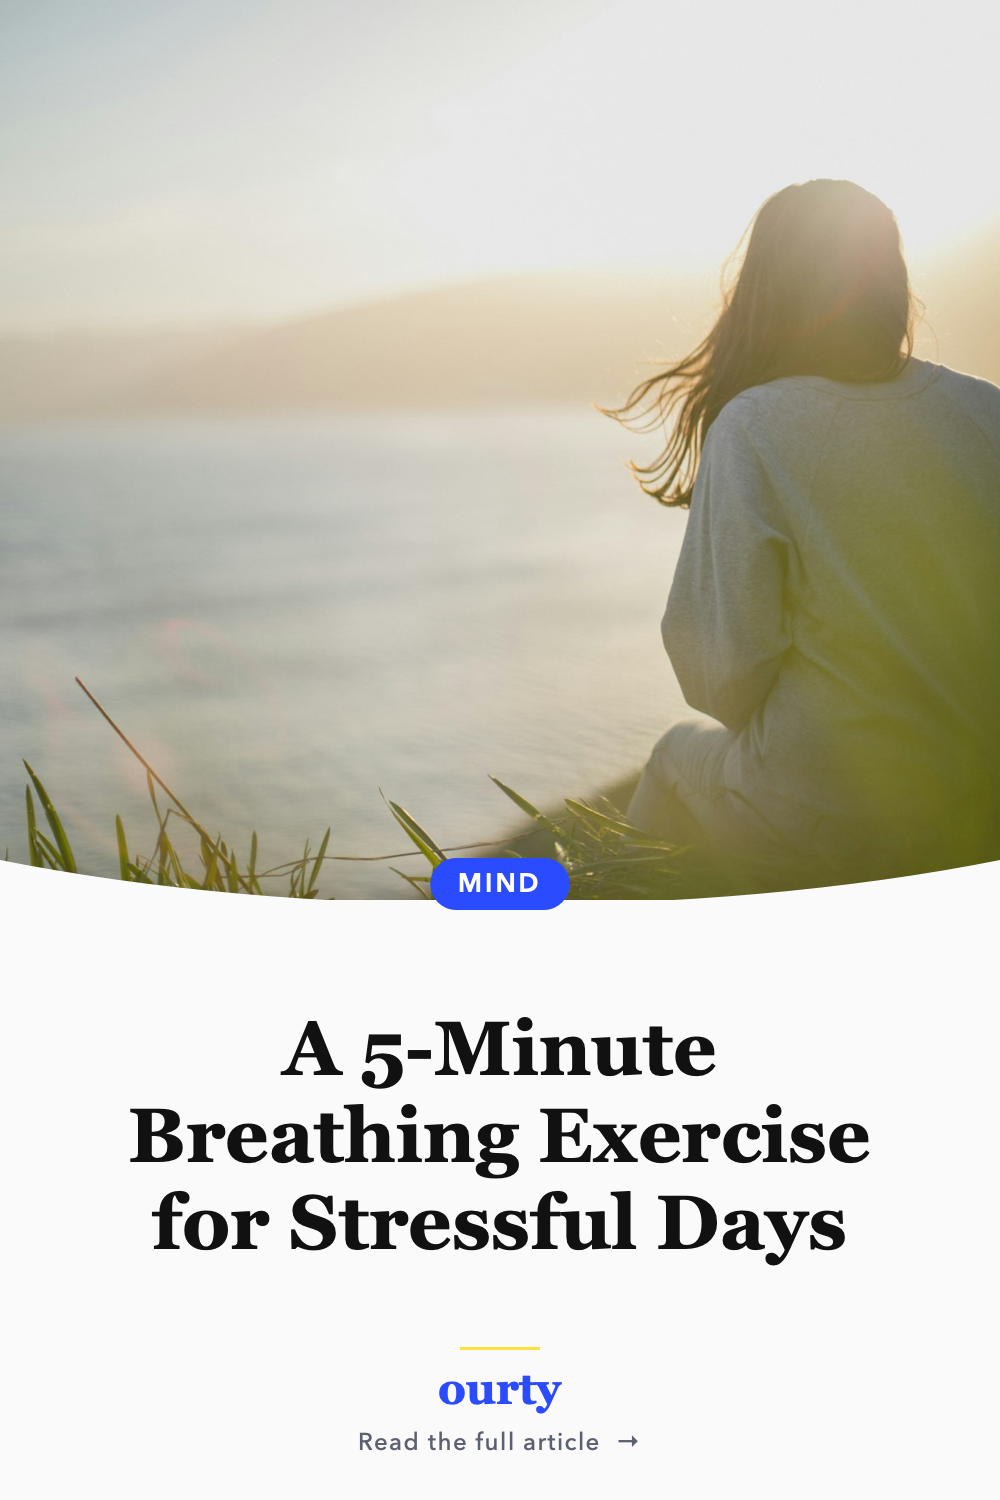 MIND
A 5-Minute
Breathing Exercise
for Stressful Days
ourty
Read the full article →